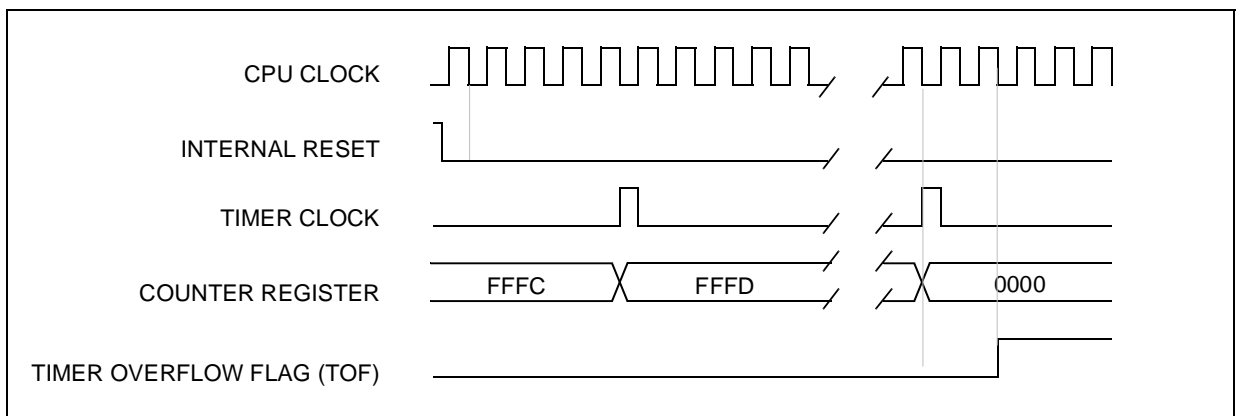 CPU CLOCK
INTERNAL RESET
TIMER CLOCK
COUNTER REGISTER
FFFC
FFFD
0000
TIMER OVERFLOW FLAG (TOF)